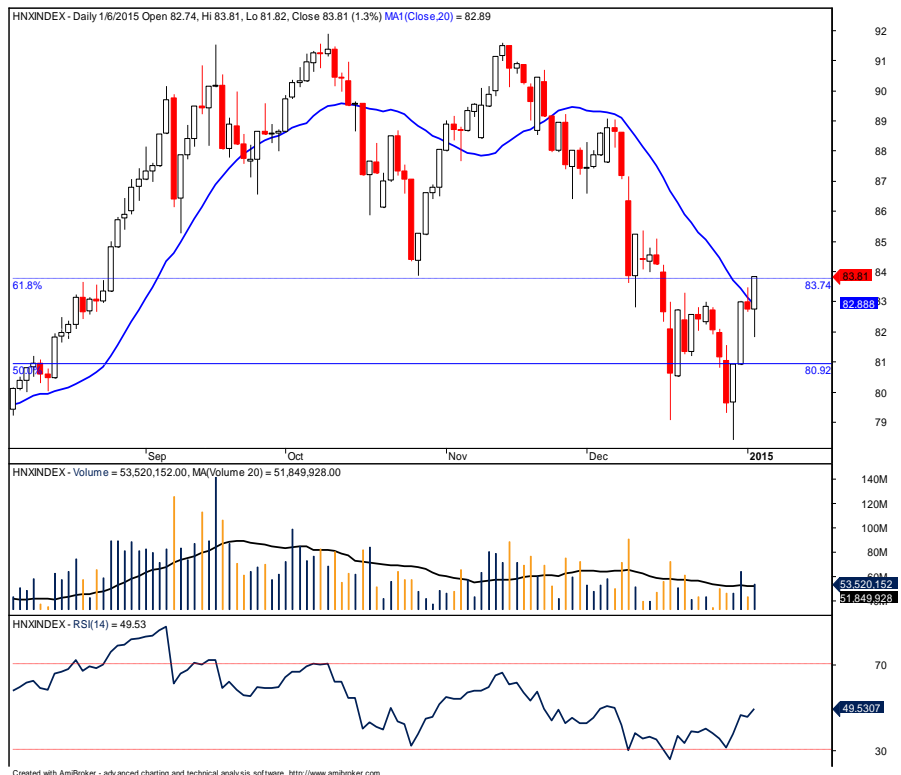 HNXINDEX - Daily 1/6/2015 Open 82.74, Hi 83.81, Lo 81.82, Close 83.81 (1.3%) MA1(Close,20) = 82.89
92
91
90
89
88
87
86
85
84
83.81
61.8%
83.74
82.888
83
82
81
50.0%
80.92
80
79
Sep
Oct
Nov
Dec
2015
HNXINDEX - Volume = 53,520,152.00, MA(Volume 20) = 51,849,928.00
140M
120M
100M
80M
60M
53,520,152
51,849,928
HNXINDEX - RSI(14) = 49.53
70
49.5307
30
Created with AmiBroker - advanced charting and technical analysis software. http://www.amibroker.com